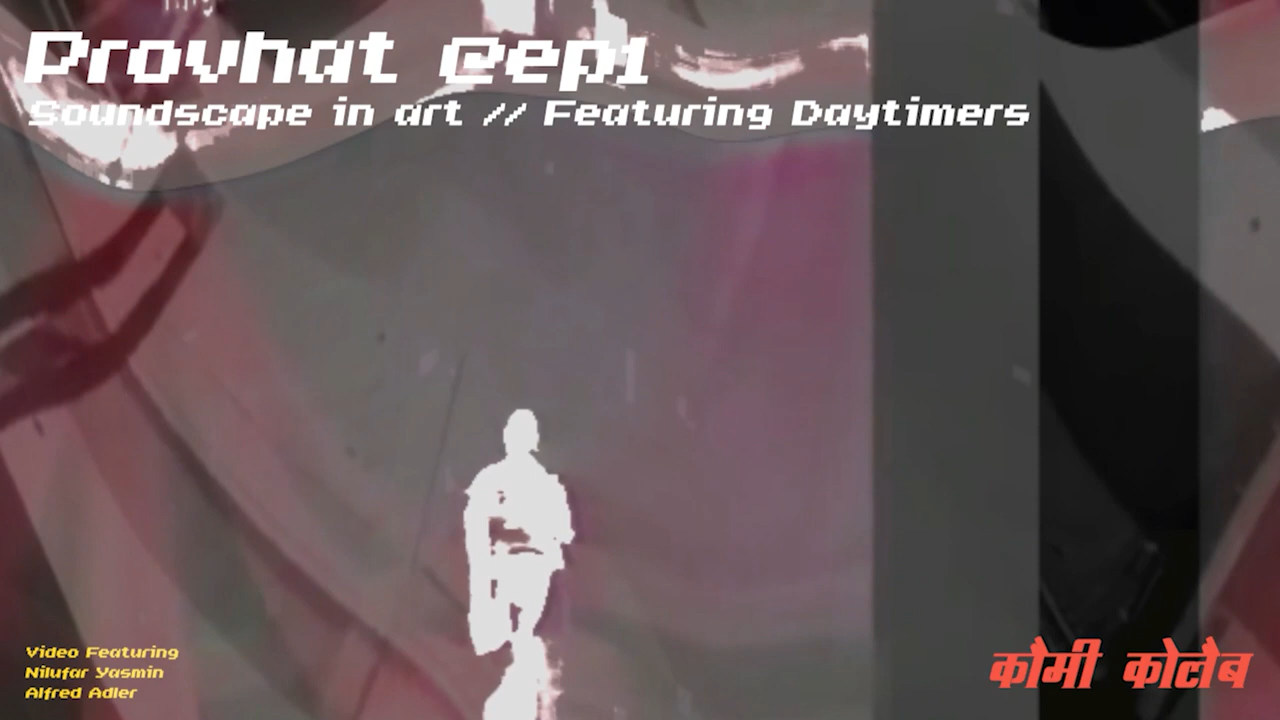 Provhat @ep1
Soundscape in art // Featuring Daytimers
Video Featuring
Nilufar Yasmin
Alfred Adler
कौमी कोलैब